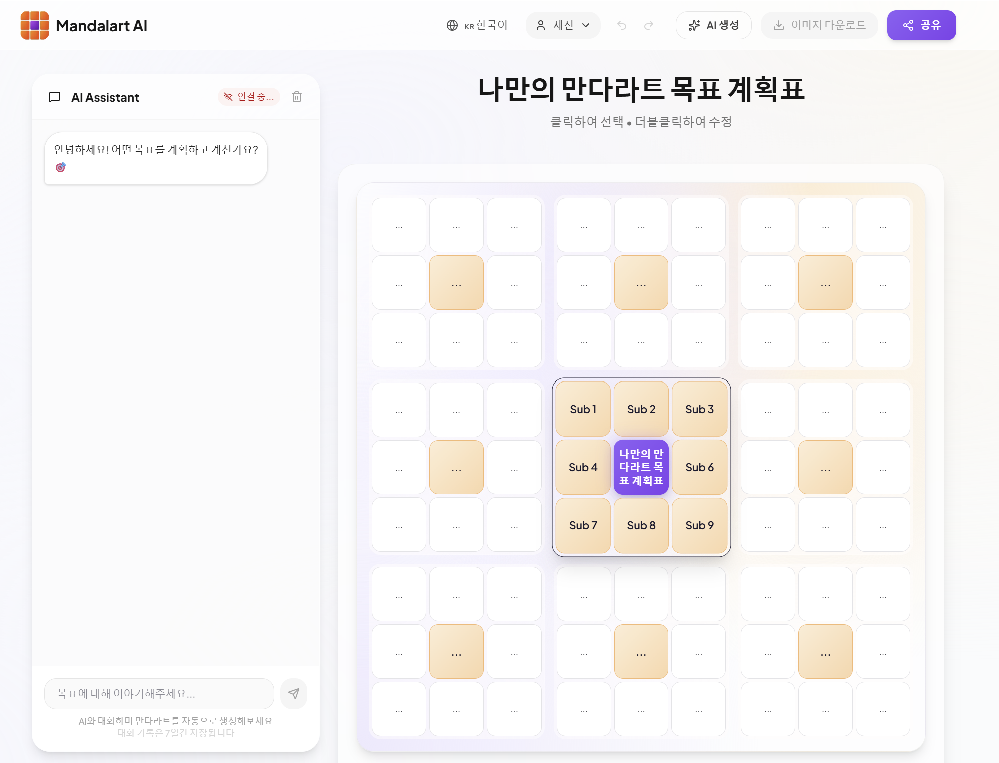 Mandalart AI
KR 한국어
세션
AI 생성
이미지 다운로드
공유
AI Assistant
연결 중...
안녕하세요! 어떤 목표를 계획하고 계신가요?
🎯
목표에 대해 이야기해주세요...
AI와 대화하며 만다라트를 자동으로 생성해보세요
대화 기록은 7일간 저장됩니다
나만의 만다라트 목표 계획표
클릭하여 선택 • 더블클릭하여 수정
... ... ... ... ... ... ... ... ...
... ... ... ... ... ... ... ... ...
... ... ... ... ... ... ... ... ...
... ... ... Sub 1 Sub 2 Sub 3 ... ... ...
... ... ... Sub 4 나만의 만
다라트 목
표 계획표 Sub 6 ... ... ...
... ... ... Sub 7 Sub 8 Sub 9 ... ... ...
... ... ... ... ... ... ... ... ...
... ... ... ... ... ... ... ... ...
... ... ... ... ... ... ... ... ...